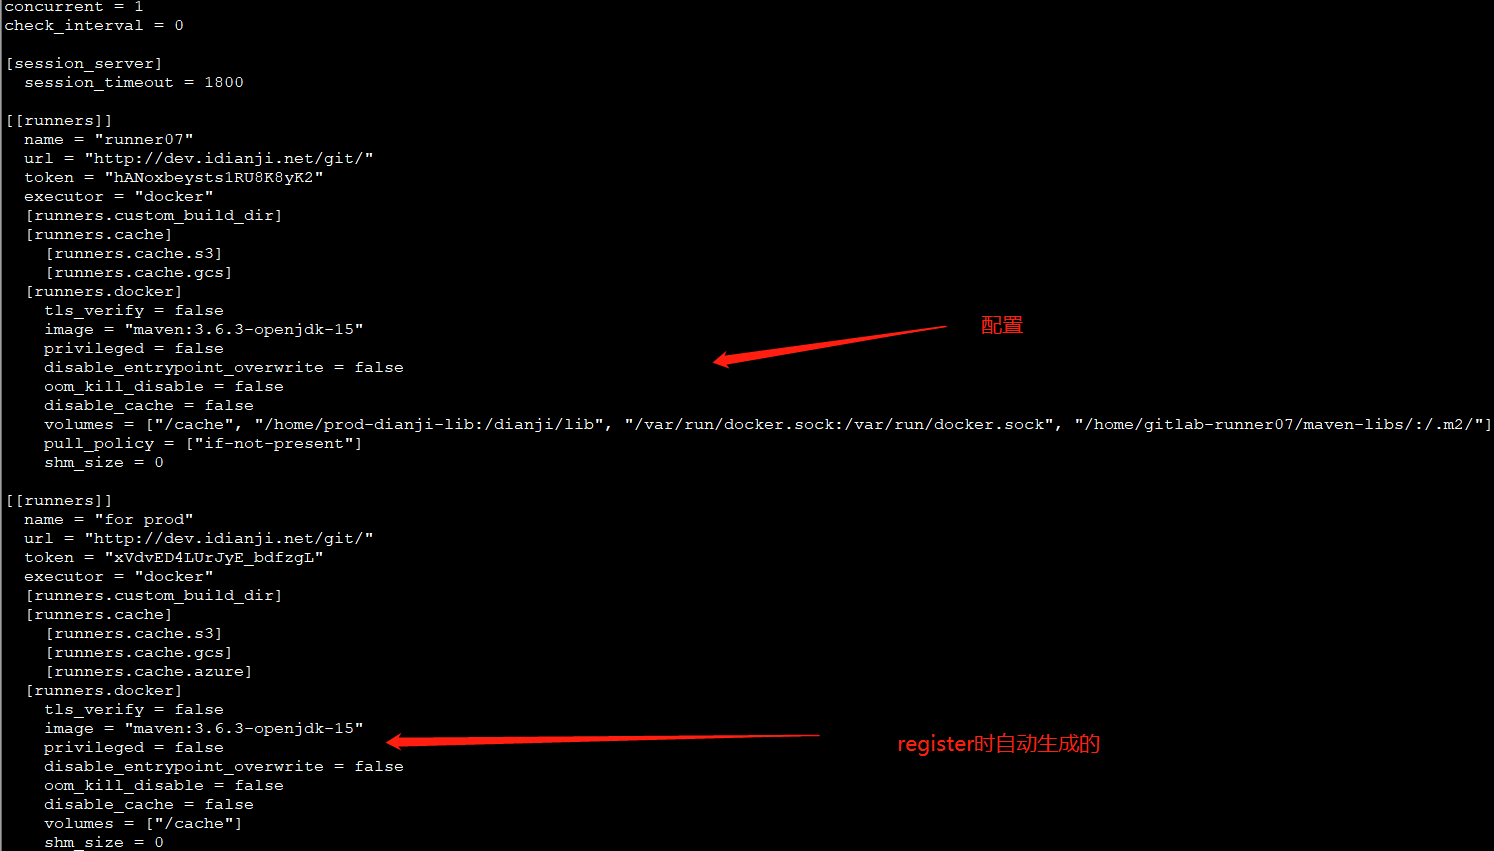 concurrent = 1
check_interval = 0
[session_server]
session_timeout = 1800
[[runners]]
name = "runner07"
url = "http://dev.idianji.net/git/"
token = "hANoxbeysts1RU8K8yK2"
executor = "docker"
[runners.custom_build_dir]
[runners.cache]
[runners.cache.s3]
[runners.cache.gcs]
[runners.docker]
tls_verify = false
image = "maven:3.6.3-openjdk-15"
privileged = false
disable_entrypoint_overwrite = false
oom_kill_disable = false
disable_cache = false
volumes = ["/cache", "/home/prod-dianji-lib:/dianji/lib", "/var/run/docker.sock:/var/run/docker.sock", "/home/gitlab-runner07/maven-libs/:/.m2/"]
pull_policy = ["if-not-present"]
shm_size = 0
配置
[[runners]]
name = "for prod"
url = "http://dev.idianji.net/git/"
token = "xVdvED4LUrJyE_bdfzgL"
executor = "docker"
[runners.custom_build_dir]
[runners.cache]
[runners.cache.s3]
[runners.cache.gcs]
[runners.cache.azure]
[runners.docker]
tls_verify = false
image = "maven:3.6.3-openjdk-15"
privileged = false
disable_entrypoint_overwrite = false
oom_kill_disable = false
disable_cache = false
volumes = ["/cache"]
shm_size = 0
register时自动生成的